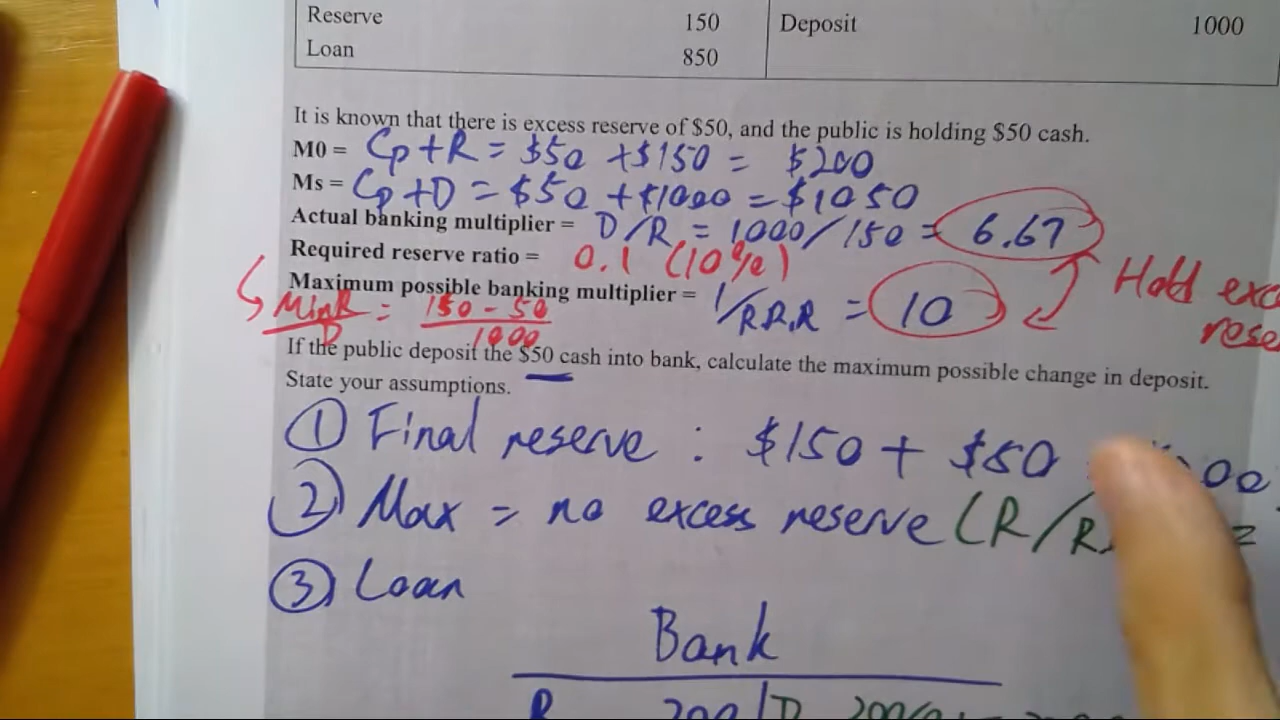 Reserve 150 Deposit 1000
Loan 850
It is known that there is excess reserve of $50, and the public is holding $50 cash.
M0 = Cp+R = $50 + $150 = $200
Ms = Cp+D = $50 + $1000 = $1050
Actual banking multiplier = D/R = 1000/150 = 6.67
Required reserve ratio = 0.1 (10%)
Hold
Maximum possible banking multiplier = 1/RRR = 10
MinR/D = 150 - 50/1000
If the public deposit the $50 cash into bank, calculate the maximum possible change in deposit.
State your assumptions.
① Final reserve : $150 + $50
② Max = no excess reserve (R/R
③ Loan
Bank
R 200 D 200/0.